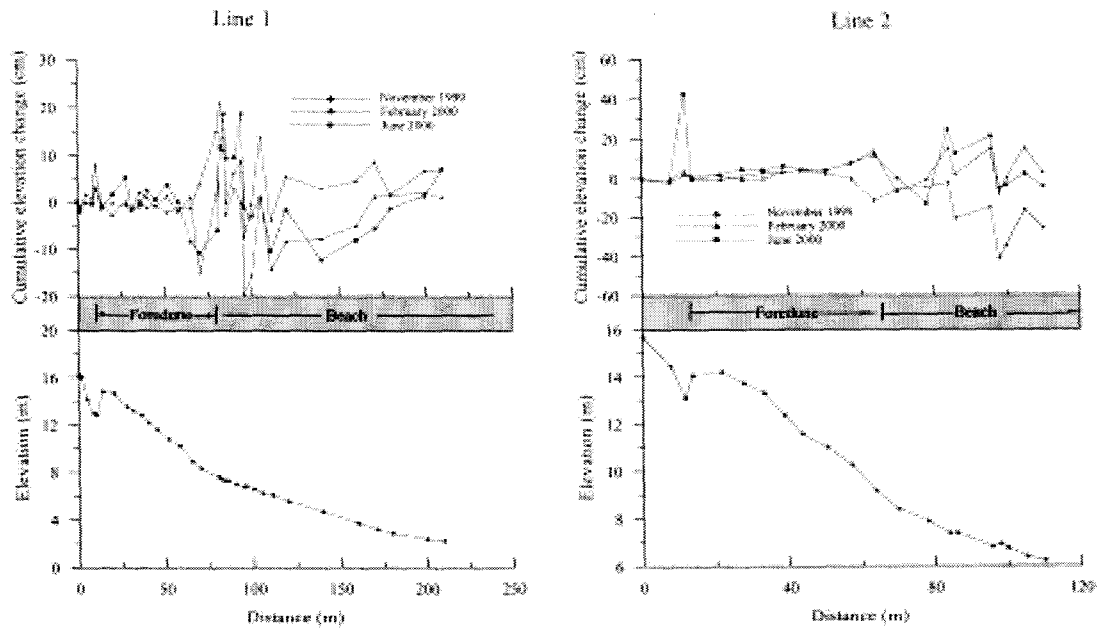 Line 1
Cumulative elevation change (cm)
30
20
10
0
-10
-20
November 1999
February 2000
June 2000
Foredune
Beach
Elevation (m)
20
16
12
8
4
0
0
50
100
150
200
250
Distance (m)
Line 2
Cumulative elevation change (cm)
60
40
20
0
-20
-40
-60
November 1999
February 2000
June 2000
Foredune
Beach
Elevation (m)
16
14
12
10
8
6
0
40
80
120
Distance (m)